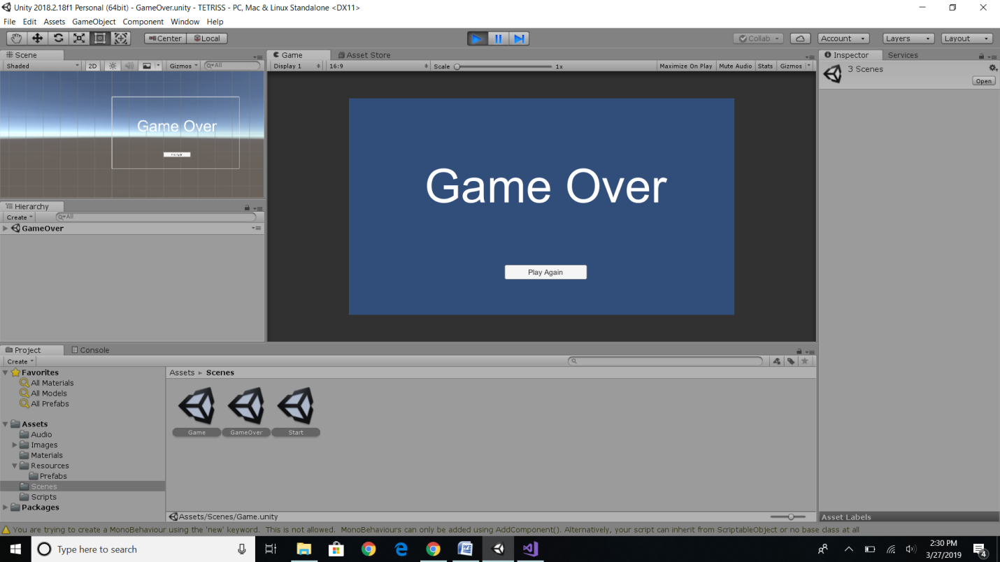 Unity 2018.2.18f1 Personal (64bit) - GameOver.unity - TETRISS - PC, Mac & Linux Standalone <DX11>
File Edit Assets GameObject Component Window Help
Center Local Collab Account Layers Layout
Scene
Shaded 2D Gizmos All
Game Over
Play Again
Hierarchy
Create All
GameOver
Game Asset Store
Display 1 16:9 Scale 1x Maximize On Play Mute Audio Stats Gizmos
Game Over
Play Again
Inspector Services
3 Scenes
Open
Project Console
Create
Favorites
All Materials
All Models
All Prefabs
Assets
Audio
Images
Materials
Resources
Prefabs
Scenes
Scripts
Packages
Assets ▸ Scenes
Game GameOver Start
Assets/Scenes/Game.unity
Asset Labels
You are trying to create a MonoBehaviour using the 'new' keyword. This is not allowed. MonoBehaviours can only be added using AddComponent(). Alternatively, your script can inherit from ScriptableObject or no base class at all
Type here to search
2:30 PM
3/27/2019
4